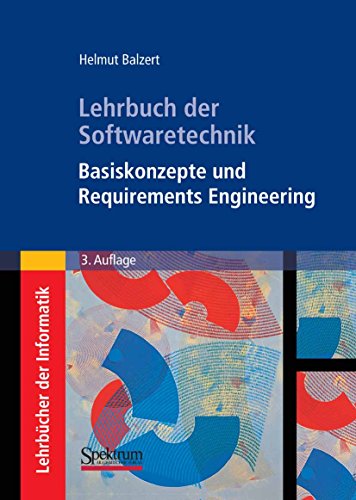 Helmut Balzert
Lehrbuch der
Softwaretechnik
Basiskonzepte und
Requirements Engineering
3. Auflage
Lehrbücher der Informatik
Spektrum
AKADEMISCHER VERLAG